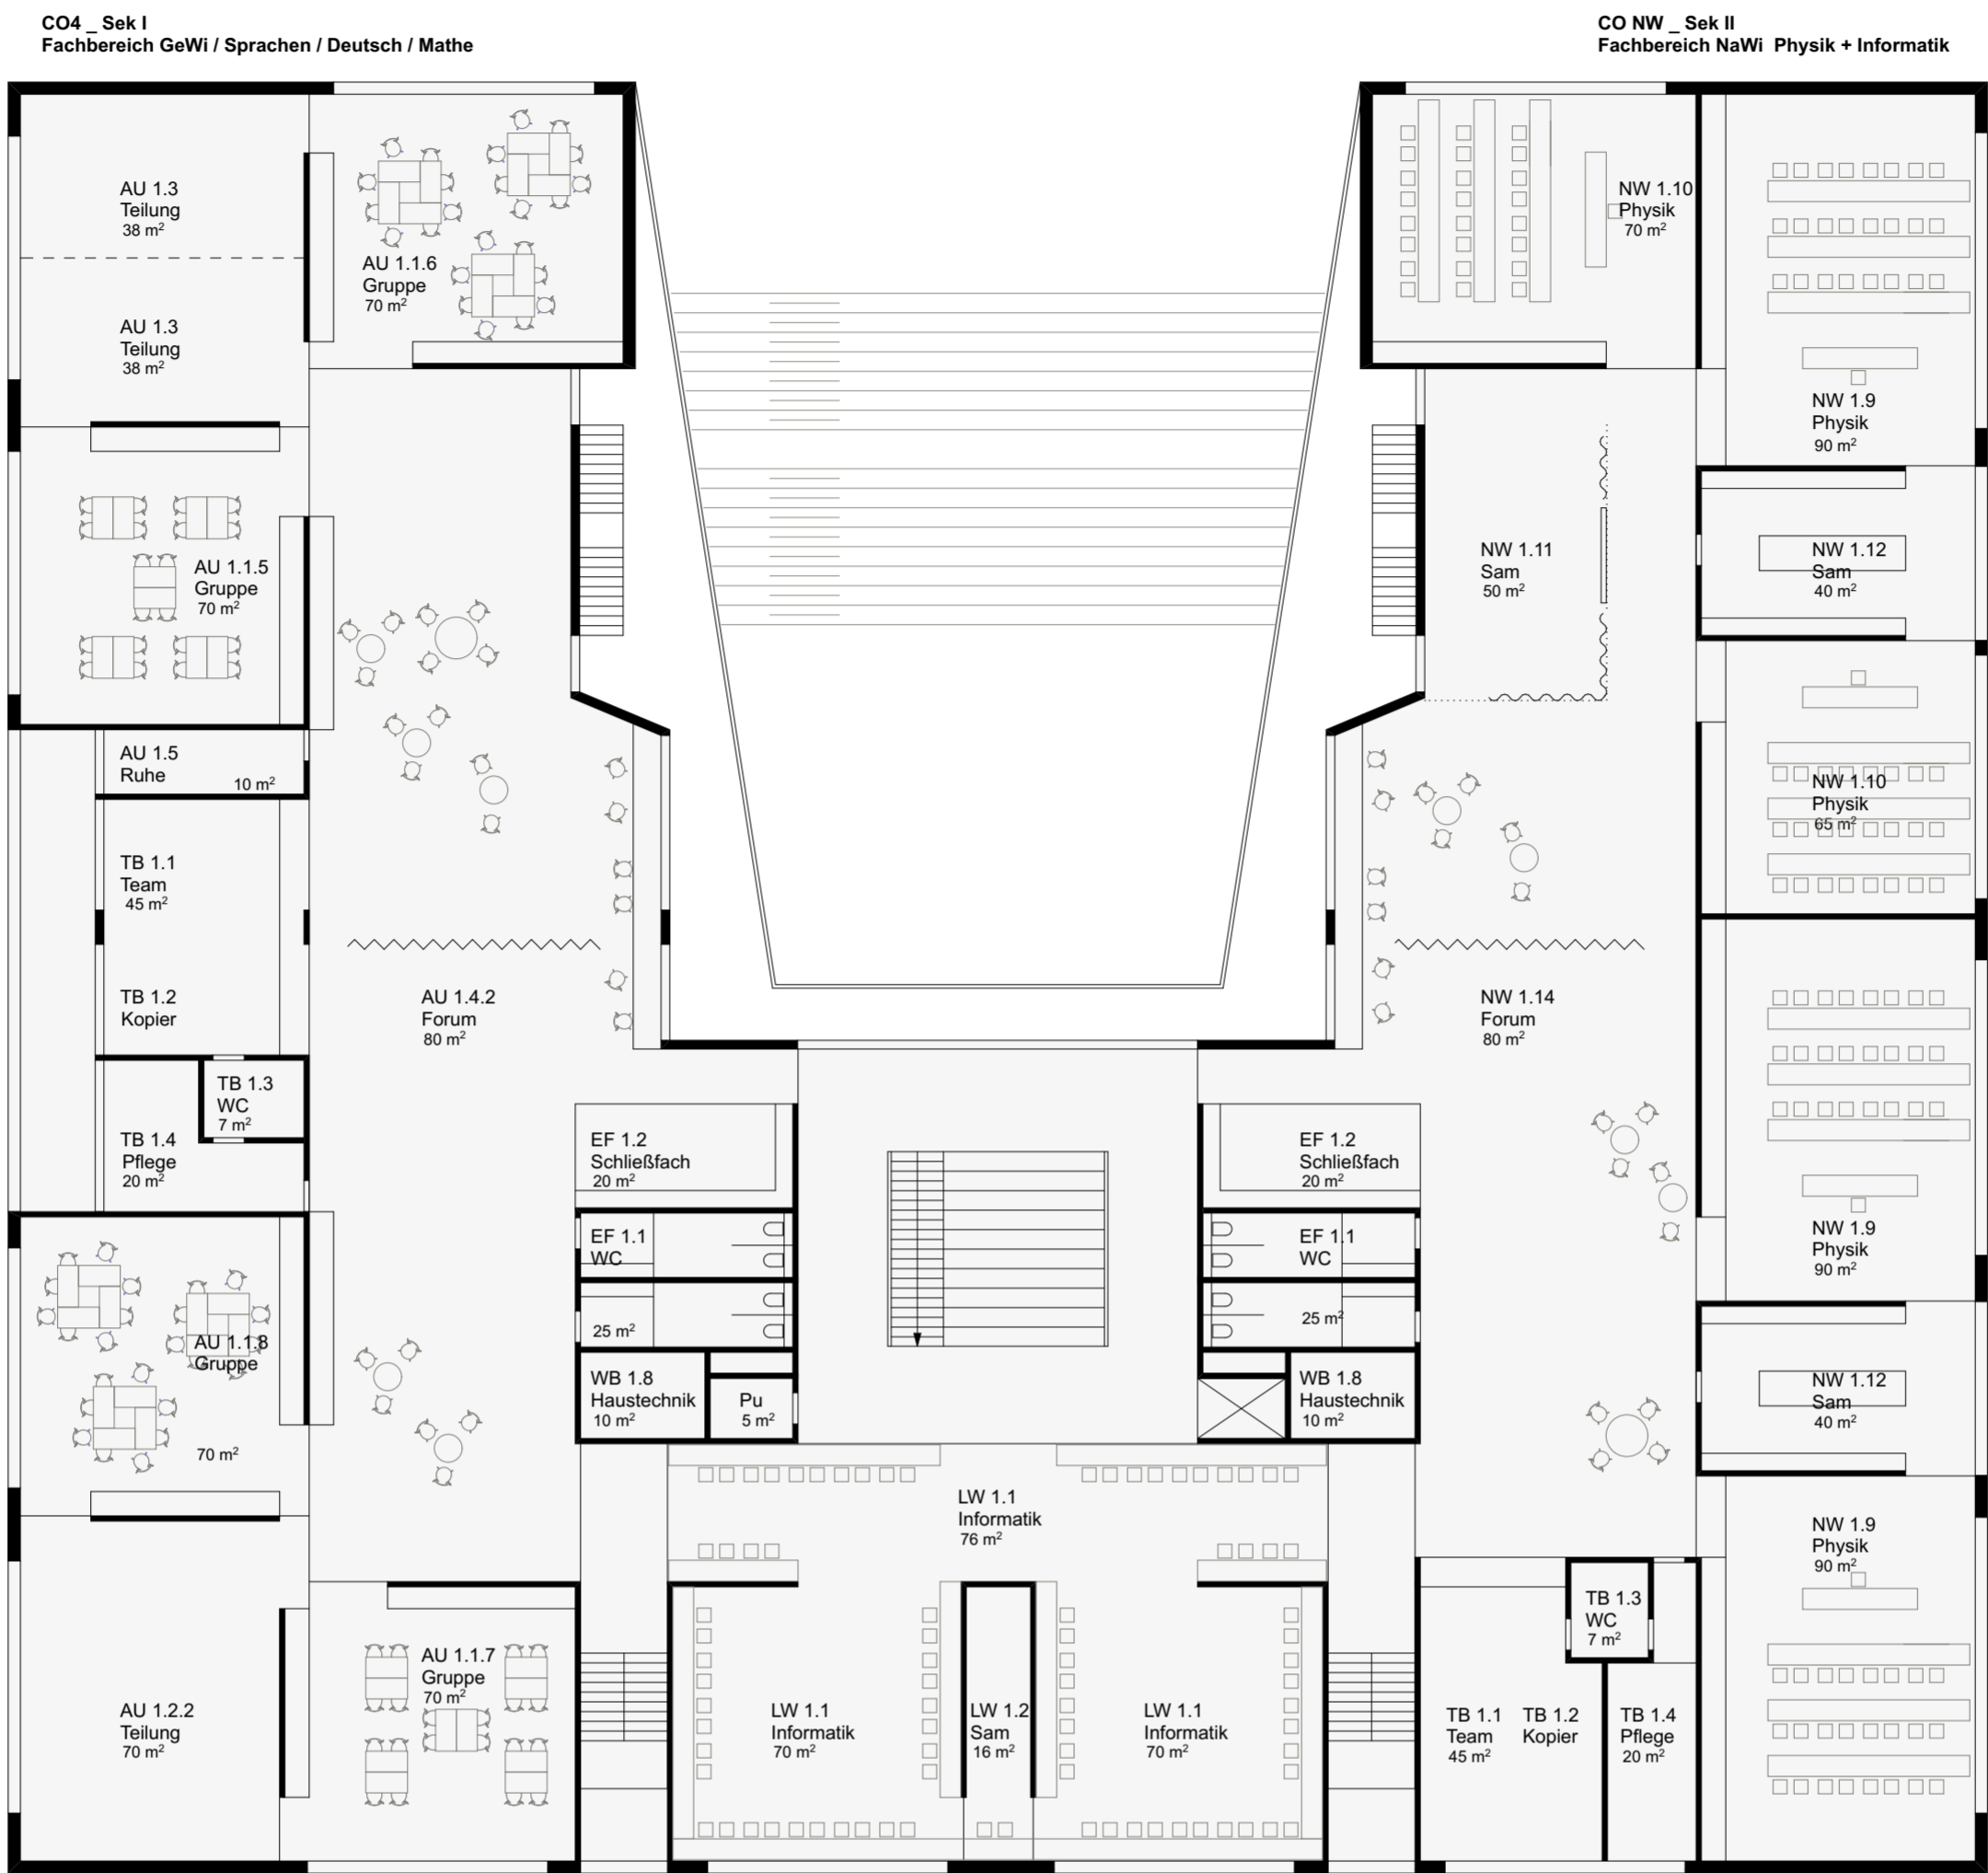 CO4 _ Sek I
Fachbereich GeWi / Sprachen / Deutsch / Mathe
CO NW _ Sek II
Fachbereich NaWi Physik + Informatik
AU 1.3
Teilung
38 m²
AU 1.3
Teilung
38 m²
AU 1.1.6
Gruppe
70 m²
NW 1.10
Physik
70 m²
NW 1.9
Physik
90 m²
AU 1.1.5
Gruppe
70 m²
NW 1.11
Sam
50 m²
NW 1.12
Sam
40 m²
AU 1.5
Ruhe
10 m²
NW 1.10
Physik
65 m²
TB 1.1
Team
45 m²
TB 1.2
Kopier
AU 1.4.2
Forum
80 m²
NW 1.14
Forum
80 m²
TB 1.3
WC
7 m²
TB 1.4
Pflege
20 m²
EF 1.2
Schließfach
20 m²
EF 1.2
Schließfach
20 m²
EF 1.1
WC
25 m²
EF 1.1
WC
25 m²
NW 1.9
Physik
90 m²
AU 1.1.8
Gruppe
70 m²
WB 1.8
Haustechnik
10 m²
Pu
5 m²
WB 1.8
Haustechnik
10 m²
NW 1.12
Sam
40 m²
LW 1.1
Informatik
76 m²
NW 1.9
Physik
90 m²
AU 1.2.2
Teilung
70 m²
AU 1.1.7
Gruppe
70 m²
LW 1.1
Informatik
70 m²
LW 1.2
Sam
16 m²
LW 1.1
Informatik
70 m²
TB 1.3
WC
7 m²
TB 1.1
Team
45 m²
TB 1.2
Kopier
TB 1.4
Pflege
20 m²